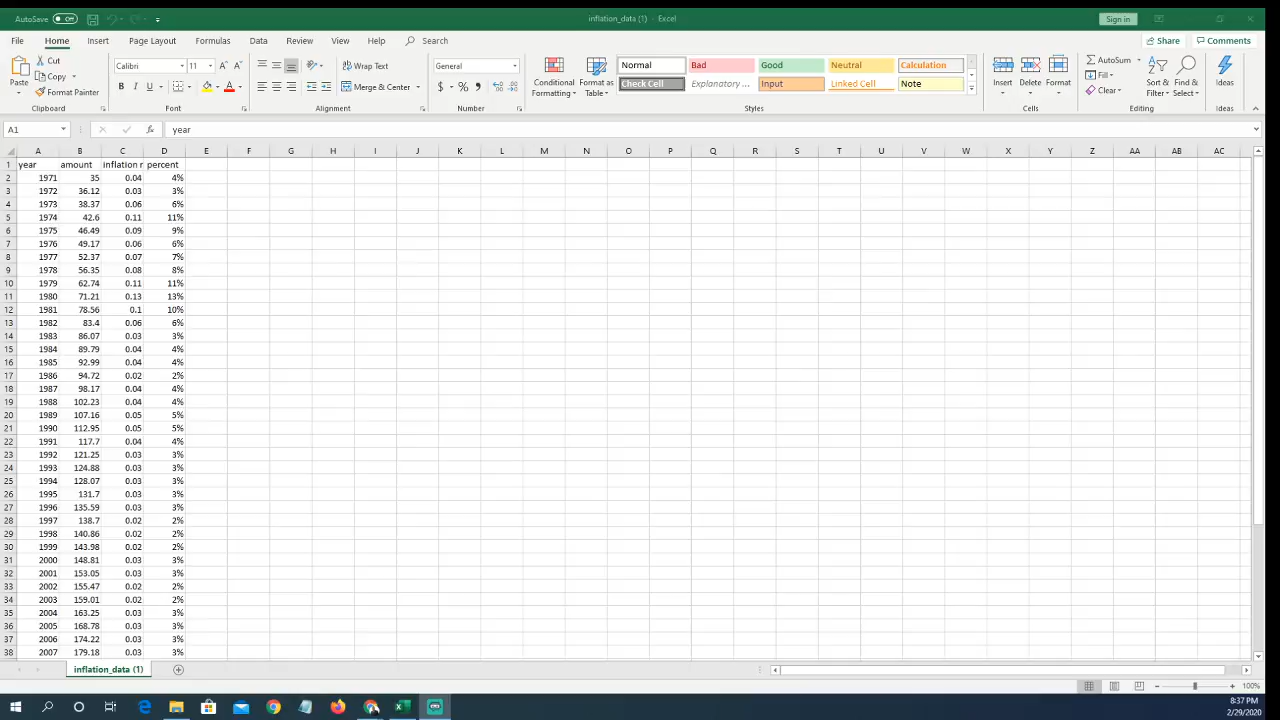 AutoSave Off inflation_data (1) - Excel Sign in
File Home Insert Page Layout Formulas Data Review View Help Search Share Comments
Paste Cut Copy Format Painter Clipboard
Calibri 11 B I U A A A Font
Wrap Text Merge & Center Alignment
General $ % , Number
Conditional Formatting Format as Table Normal Bad Good Neutral Calculation
Check Cell Explanatory ... Input Linked Cell Note Styles
Insert Delete Format Cells
AutoSum Fill Clear Sort & Filter Find & Select Editing
Ideas Ideas
A1 fx year
A B C D E F G H I J K L M N O P Q R S T U V W X Y Z AA AB AC
1 year amount inflation r percent
2 1971 35 0.04 4%
3 1972 36.12 0.03 3%
4 1973 38.37 0.06 6%
5 1974 42.6 0.11 11%
6 1975 46.49 0.09 9%
7 1976 49.17 0.06 6%
8 1977 52.37 0.07 7%
9 1978 56.35 0.08 8%
10 1979 62.74 0.11 11%
11 1980 71.21 0.13 13%
12 1981 78.56 0.1 10%
13 1982 83.4 0.06 6%
14 1983 86.07 0.03 3%
15 1984 89.79 0.04 4%
16 1985 92.99 0.04 4%
17 1986 94.72 0.02 2%
18 1987 98.17 0.04 4%
19 1988 102.23 0.04 4%
20 1989 107.16 0.05 5%
21 1990 112.95 0.05 5%
22 1991 117.7 0.04 4%
23 1992 121.25 0.03 3%
24 1993 124.88 0.03 3%
25 1994 128.07 0.03 3%
26 1995 131.7 0.03 3%
27 1996 135.59 0.03 3%
28 1997 138.7 0.02 2%
29 1998 140.86 0.02 2%
30 1999 143.98 0.02 2%
31 2000 148.81 0.03 3%
32 2001 153.05 0.03 3%
33 2002 155.47 0.02 2%
34 2003 159.01 0.02 2%
35 2004 163.25 0.03 3%
36 2005 168.78 0.03 3%
37 2006 174.22 0.03 3%
38 2007 179.18 0.03 3%
inflation_data (1)
100%
8:37 PM
2/29/2020